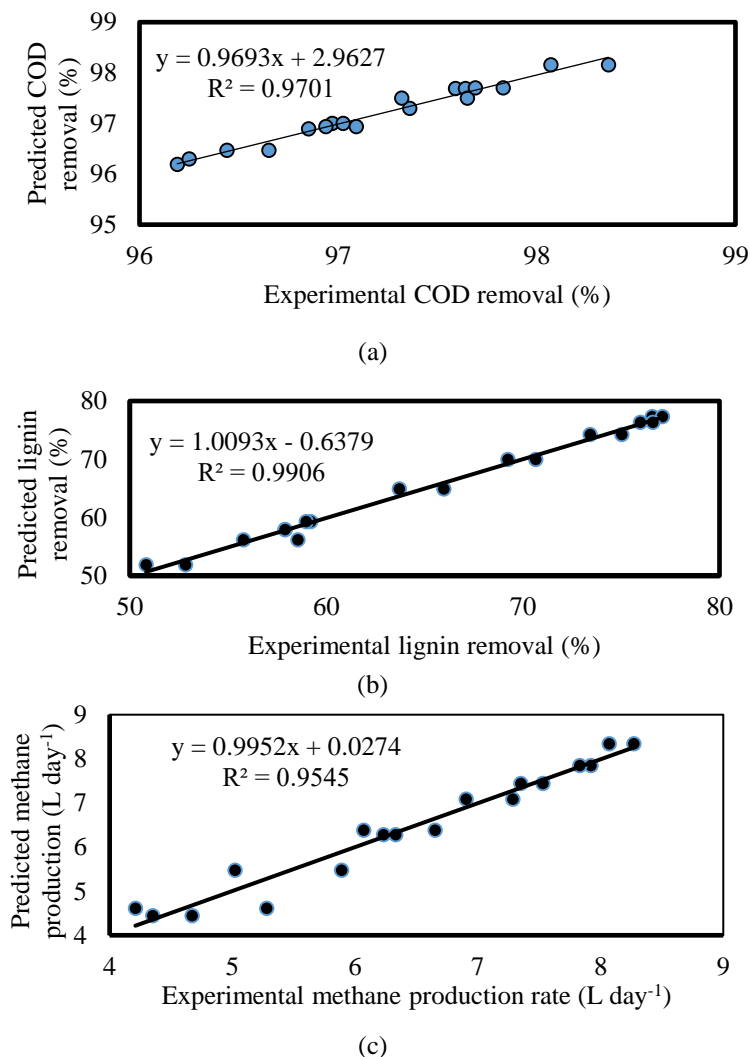 99
98
97
96
95
Predicted COD
removal (%)
y = 0.9693x + 2.9627
R² = 0.9701
96 97 98 99
Experimental COD removal (%)
(a)
80
70
60
50
Predicted lignin
removal (%)
y = 1.0093x - 0.6379
R² = 0.9906
50 60 70 80
Experimental lignin removal (%)
(b)
9
8
7
6
5
4
Predicted methane
production (L day⁻¹)
y = 0.9952x + 0.0274
R² = 0.9545
4 5 6 7 8 9
Experimental methane production rate (L day⁻¹)
(c)